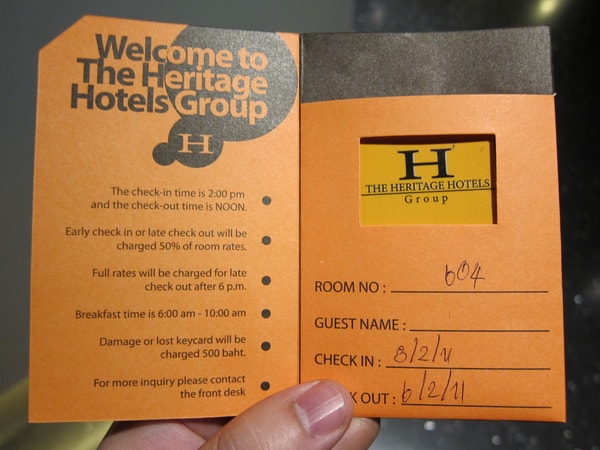 Welcome to
The Heritage
Hotels Group
H
The check-in time is 2:00 pm
and the check-out time is NOON.
Early check in or late check out will be
charged 50% of room rates.
Full rates will be charged for late
check out after 6 p.m.
Breakfast time is 6:00 am - 10:00 am
Damage or lost keycard will be
charged 500 baht.
For more inquiry please contact
the front desk
H
THE HERITAGE HOTELS
Group
ROOM NO : 604
GUEST NAME :
CHECK IN : 3/2/11
K OUT : 6/2/11